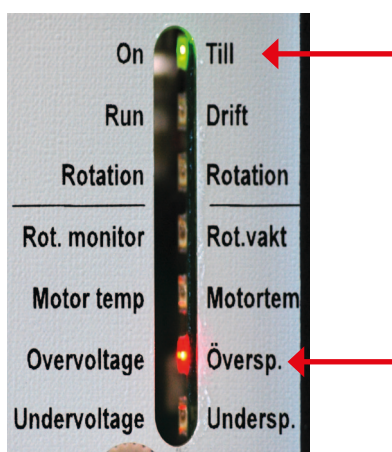 On Till
Run Drift
Rotation Rotation
Rot. monitor Rot.vakt
Motor temp Motortem
Overvoltage Översp.
Undervoltage Undersp.